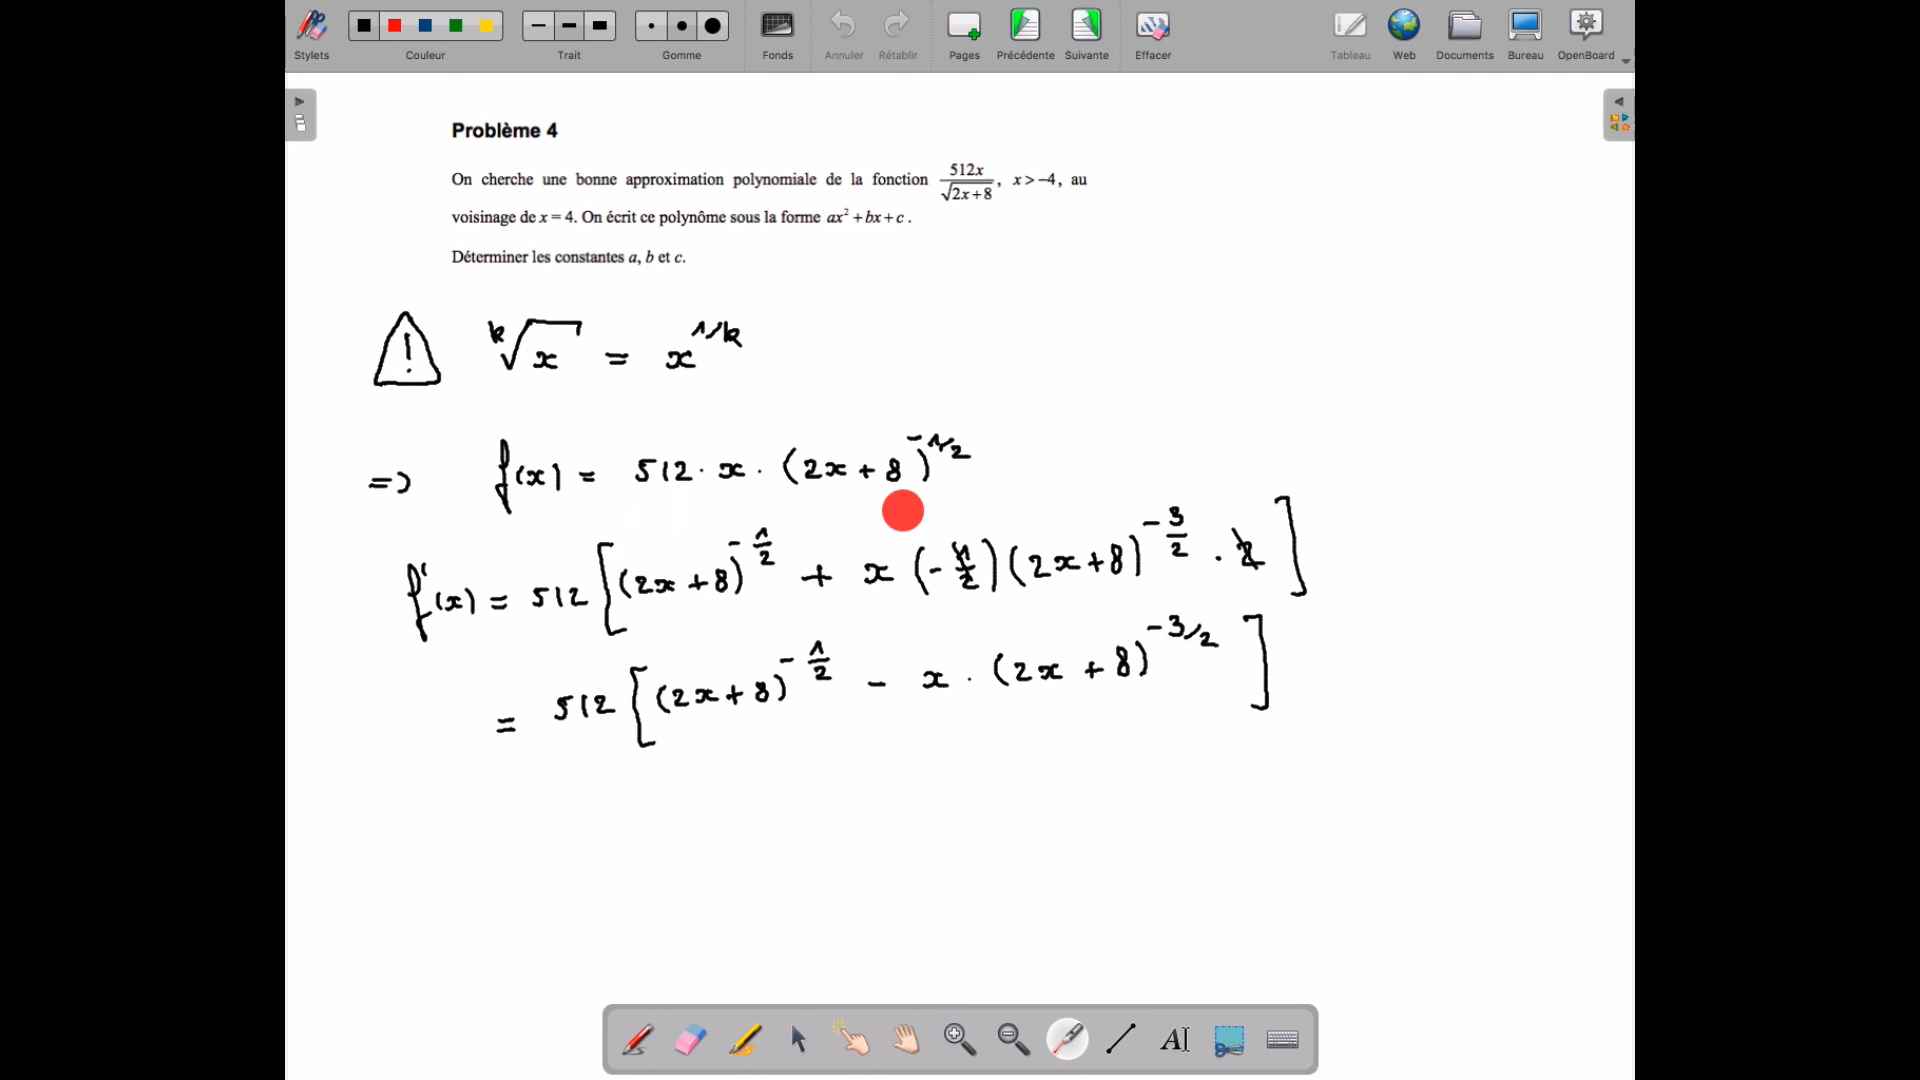 Stylets Couleur Trait Gomme Fonds Annuler Rétablir Pages Précédente Suivante Effacer Tableau Web Documents Bureau OpenBoard
Problème 4
On cherche une bonne approximation polynomiale de la fonction 512x/√(2x+8), x > −4, au
voisinage de x = 4. On écrit ce polynôme sous la forme ax² + bx + c.
Déterminer les constantes a, b et c.
! ᵏ√x = x^(1/k)
=> f(x) = 512 · x · (2x + 8)^(-1/2)
f'(x) = 512 [(2x + 8)^(-1/2) + x (-1/2)(2x+8)^(-3/2) · 2]
= 512 [(2x+8)^(-1/2) - x · (2x + 8)^(-3/2)]
AI